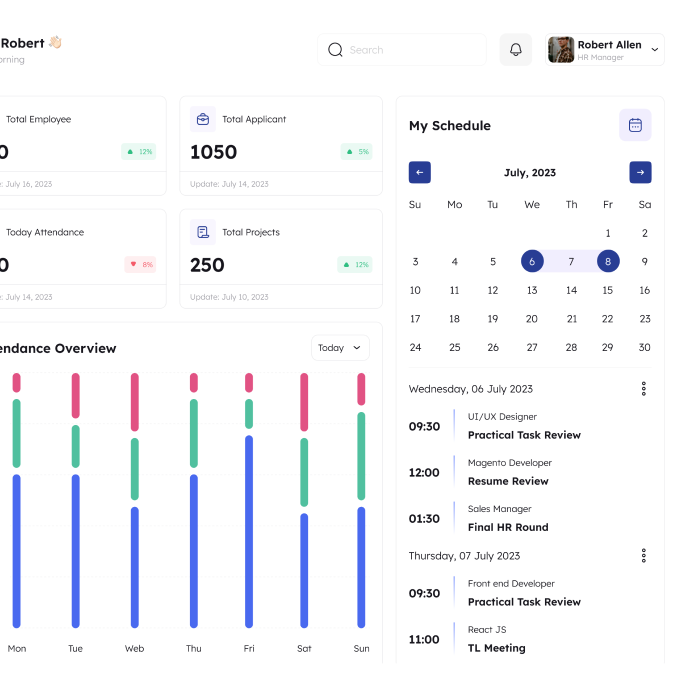 Robert 👋🏻
Search
Robert Allen
HR Manager
Total Employee
0
12%
July 16, 2023
Total Applicant
1050
5%
Update: July 14, 2023
Today Attendance
0
8%
July 14, 2023
Total Projects
250
12%
Update: July 10, 2023
endance Overview
Today
Mon Tue Web Thu Fri Sat Sun
My Schedule
July, 2023
Su Mo Tu We Th Fr Sa
1 2
3 4 5 6 7 8 9
10 11 12 13 14 15 16
17 18 19 20 21 22 23
24 25 26 27 28 29 30
Wednesday, 06 July 2023
UI/UX Designer
09:30
Practical Task Review
Magento Developer
12:00
Resume Review
Sales Manager
01:30
Final HR Round
Thursday, 07 July 2023
Front end Developer
09:30
Practical Task Review
React JS
11:00
TL Meeting